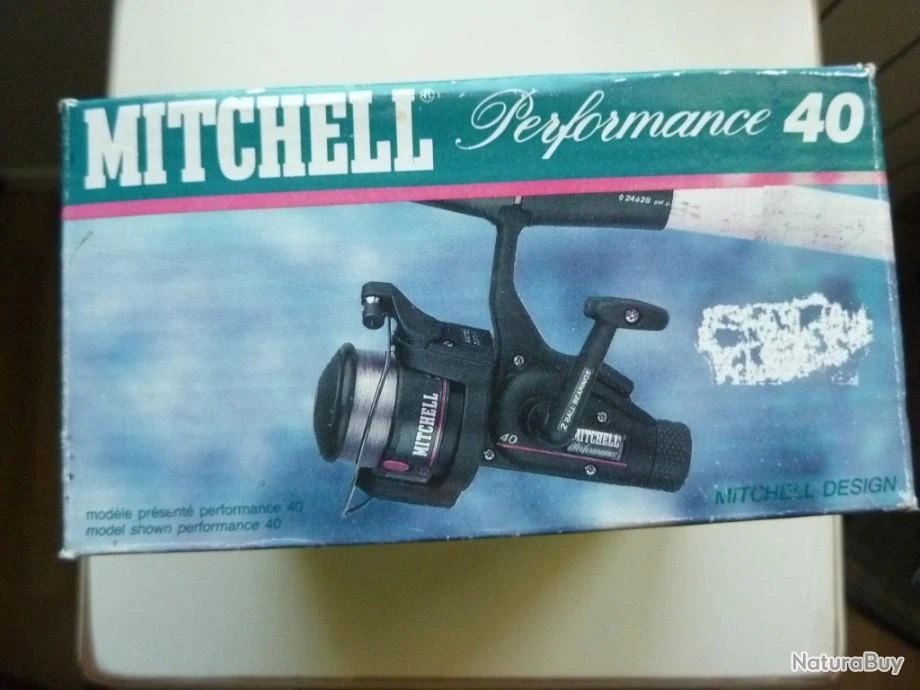 MITCHELL® Performance 40
24628
2 BALL BEARINGS
MITCHELL
40
MITCHELL
Performance
MITCHELL DESIGN
modèle présenté performance 40
model shown performance 40
NaturaBuy